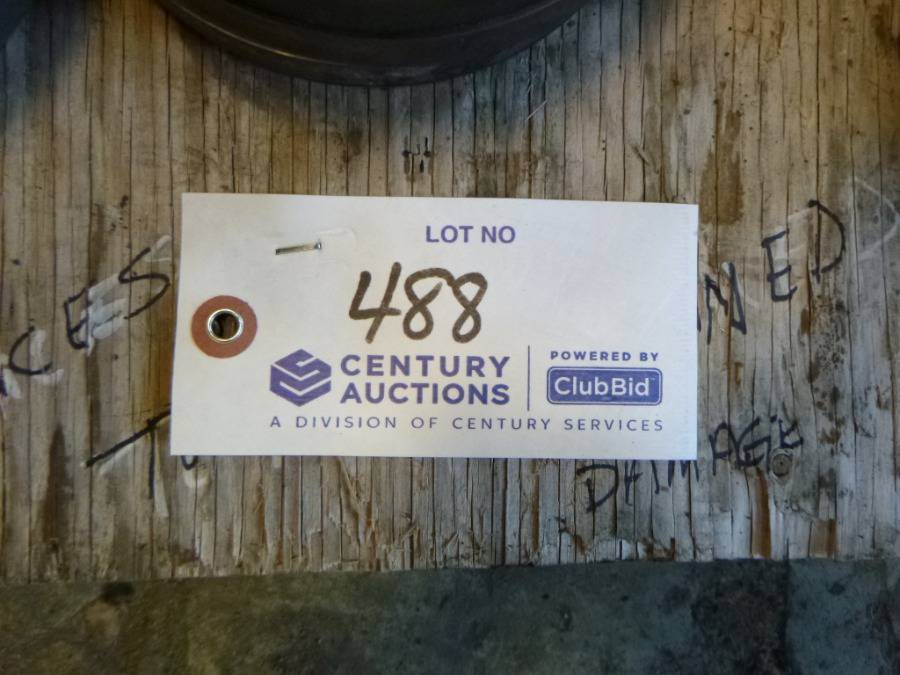 LOT NO
488
CENTURY
AUCTIONS
POWERED BY
ClubBid
A DIVISION OF CENTURY SERVICES
DAMAGE